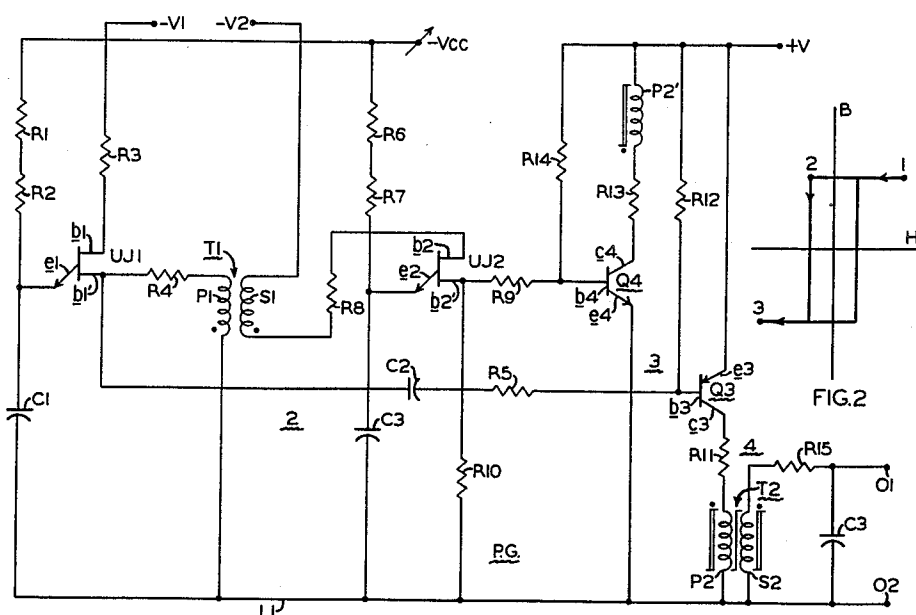 -V1 -V2
-VCC
+V
B
R1
R2
R3
b1
e1
UJ1
b1'
R4
T1
P1
S1
R6
R7
R8
b2
e2
UJ2
b2'
R9
R14
P2'
R13
R12
c4
Q4
b4
e4
2
1
H
3
FIG.2
C1
C2
R5
3
e3
Q3
b3
c3
2
C3
R10
R11
4
R15
O1
T2
C3
P.G.
P2
S2
O2